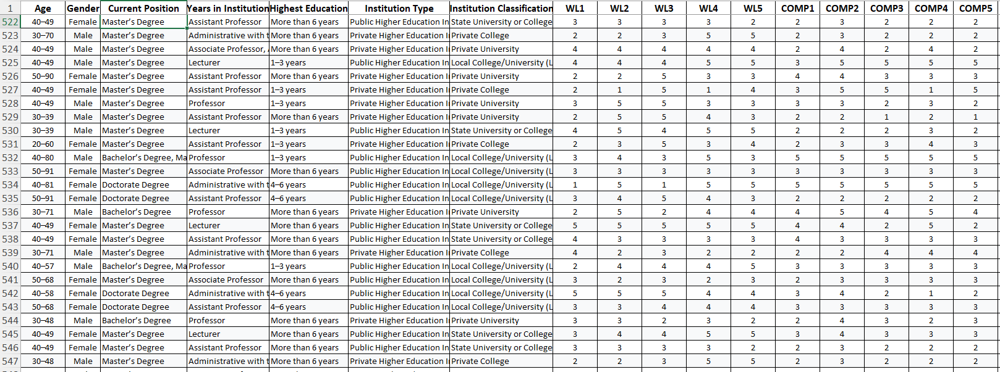 1 Age Gender Current Position Years in Institution Highest Education Institution Type Institution Classification WL1 WL2 WL3 WL4 WL5 COMP1 COMP2 COMP3 COMP4 COMP5
522 40–49 Female Master’s Degree Assistant Professor More than 6 years Public Higher Education In State University or College 3 3 3 3 2 2 3 2 2 2
523 30–70 Male Master’s Degree Administrative with t More than 6 years Private Higher Education I Private College 2 2 3 5 5 2 3 2 2 2
524 40–49 Male Master’s Degree Associate Professor, More than 6 years Private Higher Education I Private University 4 4 4 4 4 2 4 2 4 2
525 40–49 Male Master’s Degree Lecturer 1–3 years Public Higher Education In Local College/University (L 4 4 4 5 5 3 5 5 5 5
526 50–90 Female Master’s Degree Assistant Professor More than 6 years Private Higher Education I Private University 2 2 5 3 3 4 4 3 3 3
527 40–49 Female Master’s Degree Assistant Professor 1–3 years Private Higher Education I Private College 2 1 5 1 4 3 5 5 1 5
528 40–49 Male Master’s Degree Professor 1–3 years Private Higher Education I Private University 3 5 5 3 3 3 3 2 3 2
529 30–39 Male Master’s Degree Assistant Professor More than 6 years Private Higher Education I Private University 2 5 5 4 3 2 2 1 2 1
530 30–39 Male Master’s Degree Lecturer 1–3 years Public Higher Education In State University or College 4 5 4 5 5 2 2 2 3 2
531 20–60 Female Master’s Degree Assistant Professor 1–3 years Private Higher Education I Private College 2 3 5 3 4 2 3 3 4 3
532 40–80 Male Bachelor’s Degree, Ma Professor 1–3 years Public Higher Education In Local College/University (L 3 4 3 5 3 5 5 5 5 5
533 50–91 Female Master’s Degree Associate Professor More than 6 years Public Higher Education In Local College/University (L 3 3 3 3 3 3 3 3 3 3
534 40–81 Female Doctorate Degree Administrative with t 4–6 years Public Higher Education In Local College/University (L 1 5 1 5 5 5 5 5 5 5
535 50–91 Female Doctorate Degree Assistant Professor 4–6 years Public Higher Education In Local College/University (L 3 4 5 4 3 2 2 2 2 2
536 30–71 Male Bachelor’s Degree Professor More than 6 years Private Higher Education I Private University 2 5 2 4 4 4 5 4 5 4
537 40–49 Female Master’s Degree Lecturer More than 6 years Public Higher Education In State University or College 5 5 5 5 5 4 4 2 5 2
538 40–49 Female Master’s Degree Assistant Professor More than 6 years Public Higher Education In State University or College 4 3 3 3 3 4 3 3 3 3
539 30–71 Male Master’s Degree Administrative with t More than 6 years Private Higher Education I Private College 4 2 3 2 2 2 2 4 4 4
540 40–57 Male Bachelor’s Degree, Ma Professor 1–3 years Public Higher Education In Local College/University (L 2 4 4 4 5 3 3 3 3 3
541 50–68 Female Master’s Degree Associate Professor More than 6 years Public Higher Education In Local College/University (L 3 2 3 2 3 2 3 3 3 3
542 40–58 Female Doctorate Degree Administrative with t 4–6 years Public Higher Education In Local College/University (L 5 5 5 4 4 3 4 2 1 2
543 50–68 Female Doctorate Degree Assistant Professor 4–6 years Public Higher Education In Local College/University (L 3 3 4 4 4 3 3 3 3 3
544 30–48 Male Bachelor’s Degree Professor More than 6 years Private Higher Education I Private University 3 3 2 3 2 2 4 3 2 3
545 40–49 Female Master’s Degree Lecturer More than 6 years Public Higher Education In State University or College 3 4 4 5 5 3 4 3 3 3
546 40–49 Female Master’s Degree Assistant Professor More than 6 years Public Higher Education In State University or College 3 3 3 3 2 2 3 2 2 2
547 30–48 Male Master’s Degree Administrative with t More than 6 years Private Higher Education I Private College 2 2 3 5 5 2 3 2 2 2